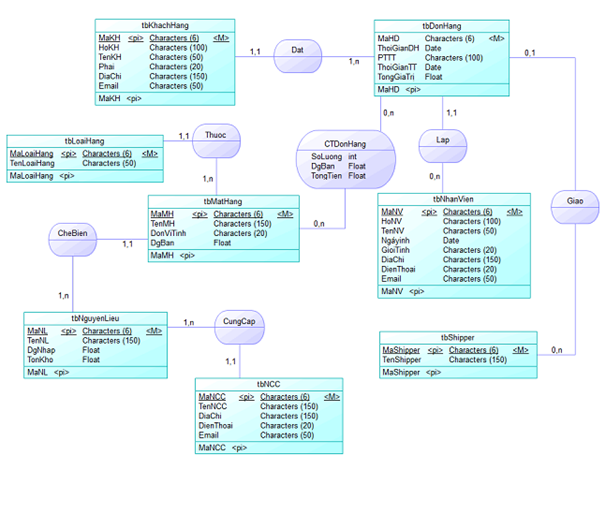 tbKhachHang
MaKH <pi> Characters (6) <M>
HoKH Characters (100)
TenKH Characters (50)
Phai Characters (20)
DiaChi Characters (150)
Email Characters (50)
MaKH <pi>
1,1
Dat
1,n
tbDonHang
MaHD Characters (6) <M>
ThoiGianDH Date
PTTT Characters (100)
ThoiGianTT Date
TongGiaTri Float
MaHD <pi>
0,1
0,n
1,1
tbLoaiHang
MaLoaiHang <pi> Characters (6) <M>
TenLoaiHang Characters (50)
MaLoaiHang <pi>
1,1
Thuoc
1,n
CTDonHang
SoLuong int
DgBan Float
TongTien Float
0,n
Lap
0,n
tbMatHang
MaMH <pi> Characters (6) <M>
TenMH Characters (150)
DonViTinh Characters (20)
DgBan Float
MaMH <pi>
tbNhanVien
MaNV <pi> Characters (6) <M>
HoNV Characters (100)
TenNV Characters (50)
Ngáyinh Date
GioiTinh Characters (20)
DiaChi Characters (150)
DienThoai Characters (20)
Email Characters (50)
MaNV <pi>
Giao
CheBien
1,1
1,n
tbNguyenLieu
MaNL <pi> Characters (6) <M>
TenNL Characters (150)
DgNhap Float
TonKho Float
MaNL <pi>
1,n
CungCap
1,1
tbShipper
MaShipper <pi> Characters (6) <M>
TenShipper Characters (150)
MaShipper <pi>
0,n
tbNCC
MaNCC <pi> Characters (6) <M>
TenNCC Characters (150)
DiaChi Characters (150)
DienThoai Characters (20)
Email Characters (50)
MaNCC <pi>